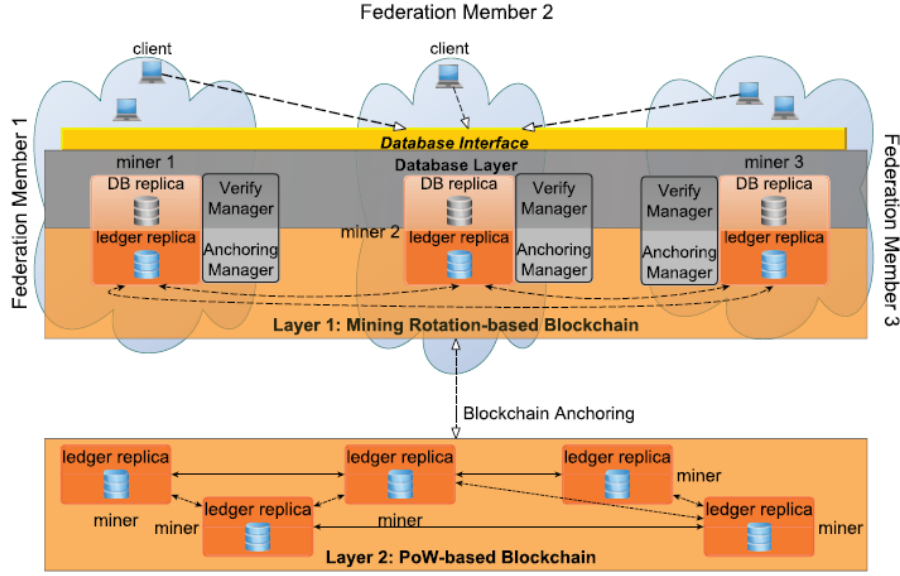 Federation Member 2
client
client
Federation Member 1
Federation Member 3
Database Interface
miner 1
Database Layer
miner 3
DB replica
Verify
Manager
DB replica
Verify
Manager
Verify
Manager
DB replica
miner 2
ledger replica
Anchoring
Manager
ledger replica
Anchoring
Manager
Anchoring
Manager
ledger replica
Layer 1: Mining Rotation-based Blockchain
Blockchain Anchoring
ledger replica
ledger replica
ledger replica
miner
ledger replica
ledger replica
miner
miner
miner
miner
Layer 2: PoW-based Blockchain